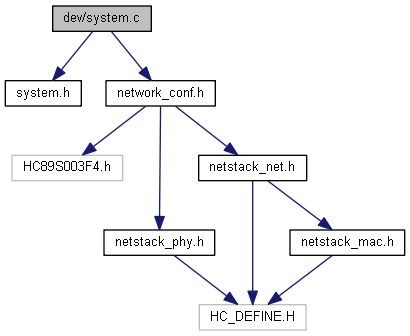 dev/system.c
system.h
network_conf.h
HC89S003F4.h
netstack_net.h
netstack_phy.h
netstack_mac.h
HC_DEFINE.H